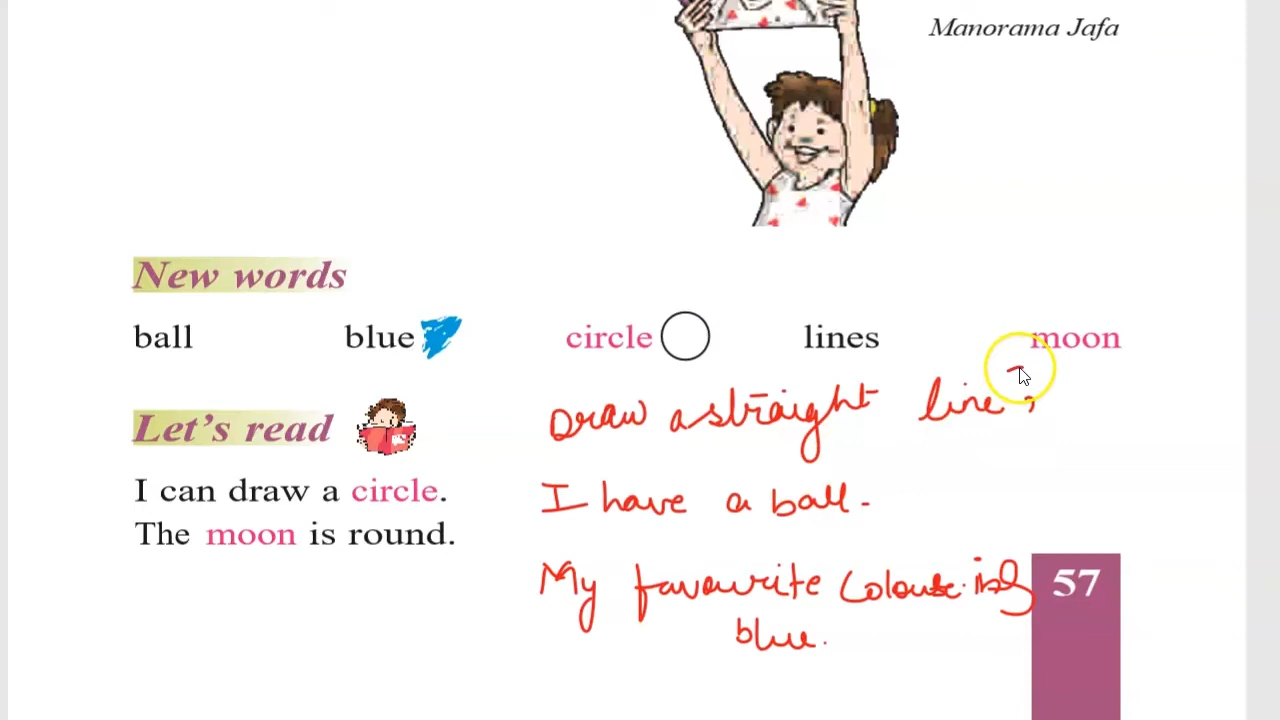 Manorama Jafa
New words
ball blue circle lines moon
Draw a straight line.
Let's read
I can draw a circle.
I have a ball.
The moon is round.
My favourite colour is
57
blue.